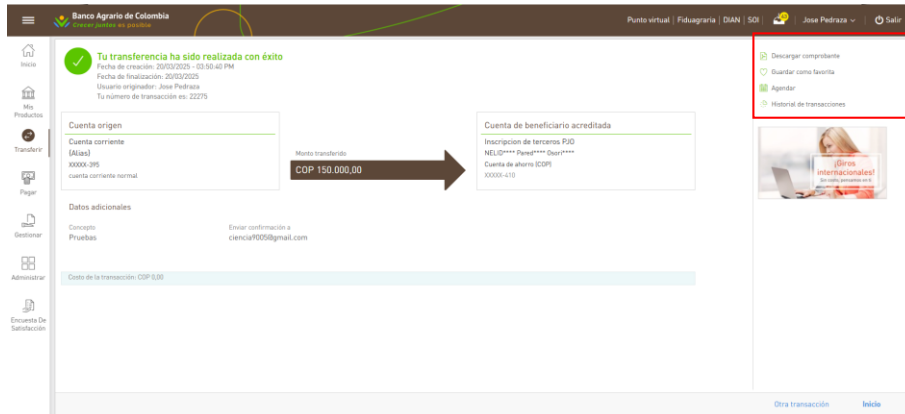 Banco Agrario de Colombia
Crecer juntos es posible
Punto virtual | Fiduagraria | DIAN | SOI | Jose Pedraza Salir
Inicio
Mis Productos
Transferir
Pagar
Gestionar
Administrar
Encuesta De Satisfacción
Tu transferencia ha sido realizada con éxito
Fecha de creación: 20/03/2025 - 03:50:40 PM
Fecha de finalización: 20/03/2025
Usuario originador: Jose Pedraza
Tu número de transacción es: 22275
Cuenta origen
Cuenta corriente
(Alias)
XXXXX-395
cuenta corriente normal
Monto transferido
COP 150.000,00
Cuenta de beneficiario acreditada
Inscripcion de terceros PJO
NELID**** Pared**** Osori****
Cuenta de ahorro (COP)
XXXXX-410
Datos adicionales
Concepto
Pruebas
Enviar confirmación a
ciencia9005@gmail.com
Costo de la transacción: COP 0,00
Descargar comprobante
Guardar como favorita
Agendar
Historial de transacciones
¡Giros
internacionales!
Otra transacción
Inicio